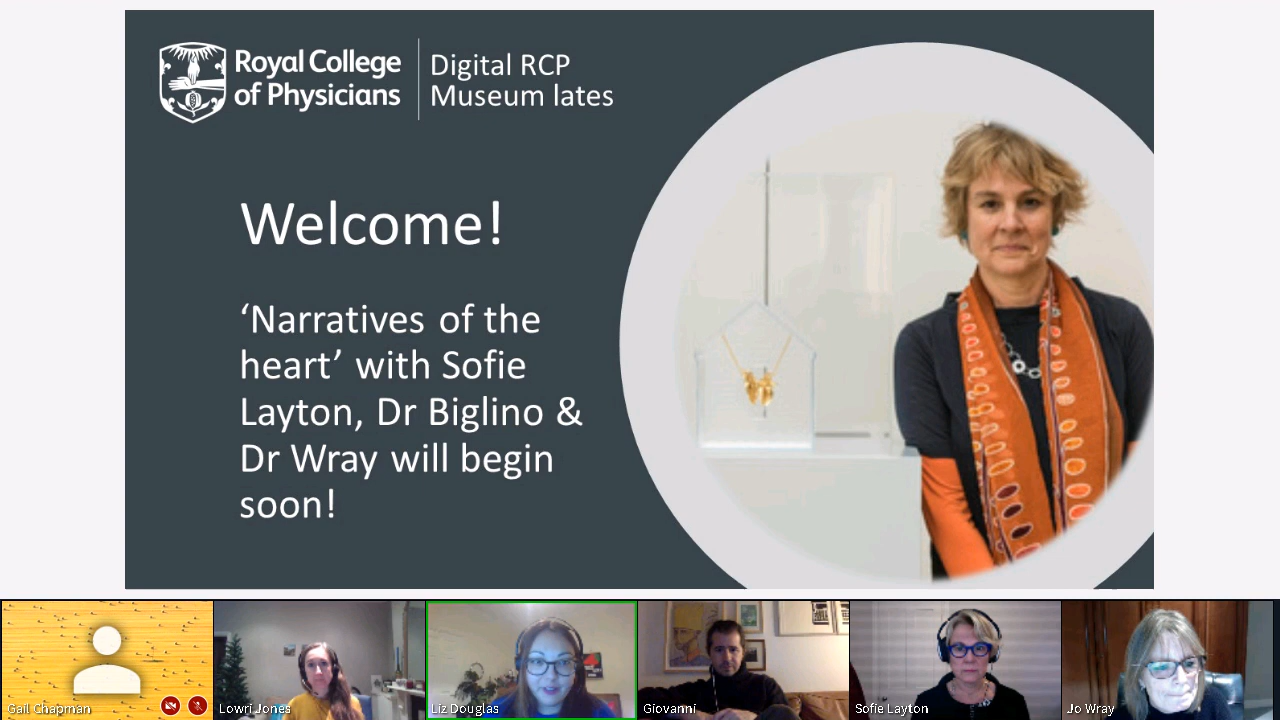 Royal College
of Physicians
Digital RCP
Museum lates
Welcome!
‘Narratives of the
heart’ with Sofie
Layton, Dr Biglino &
Dr Wray will begin
soon!
Gail Chapman
Lowri Jones
Liz Douglas
Giovanni
Sofie Layton
Jo Wray